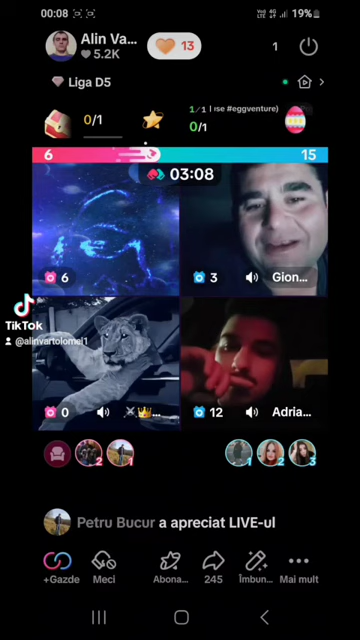 00:08
19%
Alin Va...
5.2K
13
1
Liga D5
0/1
1/1 (
se #eggventure)
0/1
6
15
03:08
6
3
Gion...
TikTok
@alinvartolomei1
0
...
12
Adria...
2
1
1
2
3
Petru Bucur a apreciat LIVE-ul
+Gazde
Meci
Abona...
245
Îmbun...
Mai mult